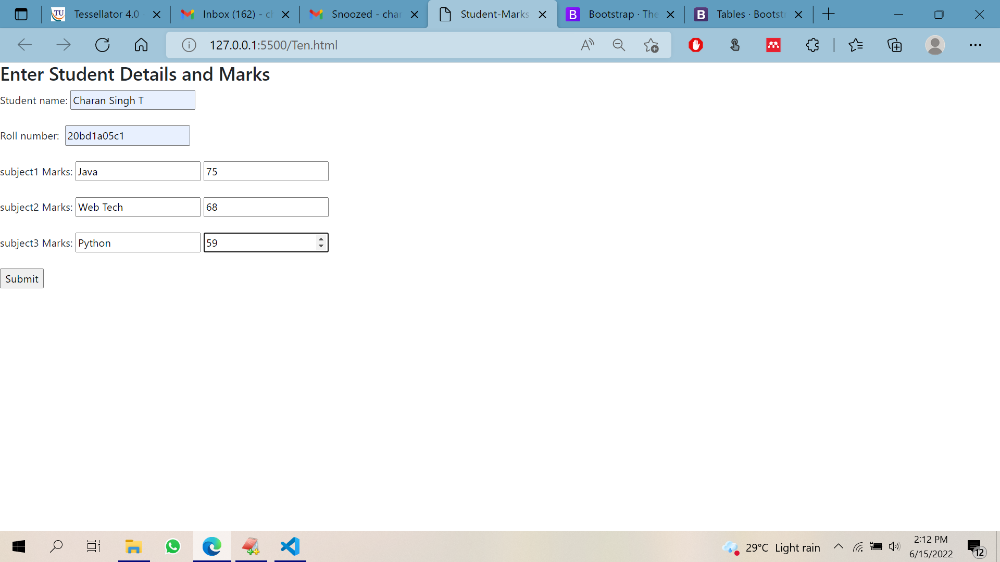 Tessellator 4.0
Inbox (162) - cl
Snoozed - char
Student-Marks
Bootstrap · The
Tables · Bootst
127.0.0.1:5500/Ten.html
Enter Student Details and Marks
Student name: Charan Singh T
Roll number: 20bd1a05c1
subject1 Marks: Java 75
subject2 Marks: Web Tech 68
subject3 Marks: Python 59
Submit
29°C Light rain
2:12 PM
6/15/2022
12